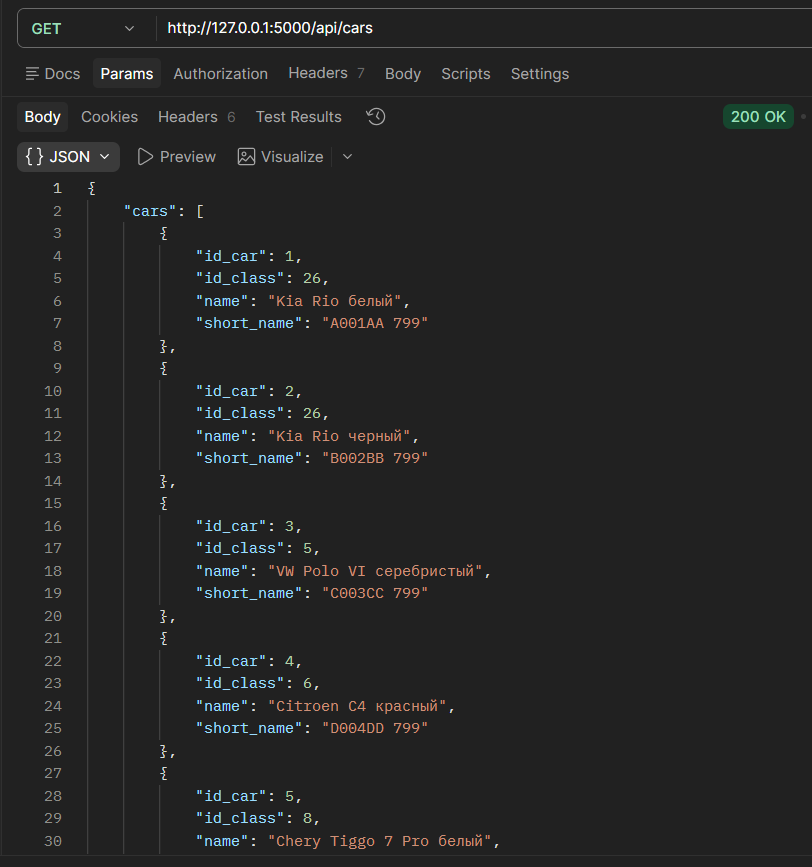 GET http://127.0.0.1:5000/api/cars
Docs Params Authorization Headers 7 Body Scripts Settings
Body Cookies Headers 6 Test Results 200 OK
{} JSON Preview Visualize
1 {
2 "cars": [
3 {
4 "id_car": 1,
5 "id_class": 26,
6 "name": "Kia Rio белый",
7 "short_name": "A001AA 799"
8 },
9 {
10 "id_car": 2,
11 "id_class": 26,
12 "name": "Kia Rio черный",
13 "short_name": "B002BB 799"
14 },
15 {
16 "id_car": 3,
17 "id_class": 5,
18 "name": "VW Polo VI серебристый",
19 "short_name": "C003CC 799"
20 },
21 {
22 "id_car": 4,
23 "id_class": 6,
24 "name": "Citroen C4 красный",
25 "short_name": "D004DD 799"
26 },
27 {
28 "id_car": 5,
29 "id_class": 8,
30 "name": "Chery Tiggo 7 Pro белый",